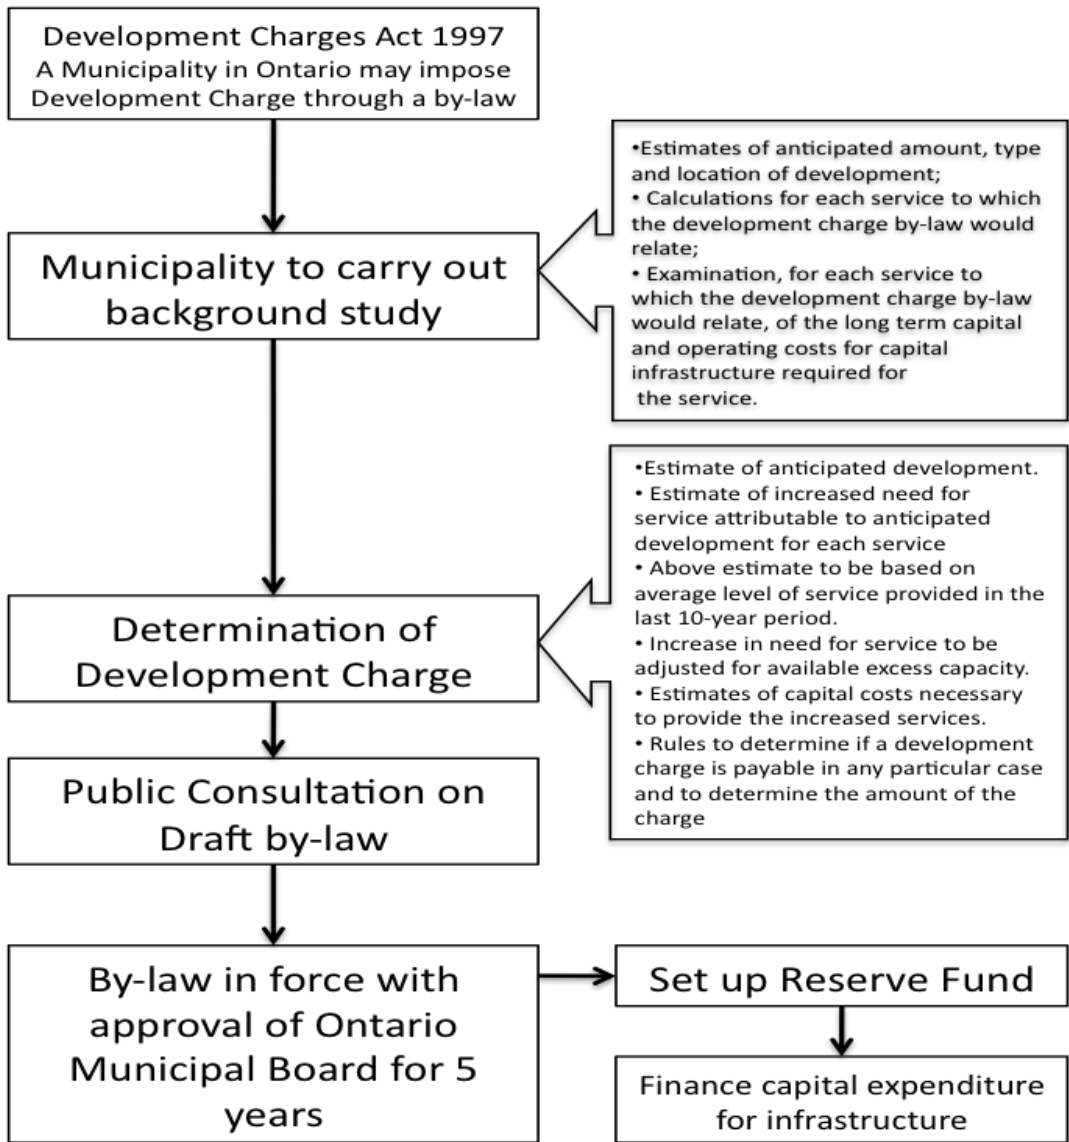 Development Charges Act 1997
A Municipality in Ontario may impose
Development Charge through a by-law
•Estimates of anticipated amount, type
and location of development;
• Calculations for each service to which
the development charge by-law would
relate;
• Examination, for each service to
which the development charge by-law
would relate, of the long term capital
and operating costs for capital
infrastructure required for
the service.
Municipality to carry out
background study
•Estimate of anticipated development.
• Estimate of increased need for
service attributable to anticipated
development for each service
• Above estimate to be based on
average level of service provided in the
last 10-year period.
• Increase in need for service to be
adjusted for available excess capacity.
• Estimates of capital costs necessary
to provide the increased services.
• Rules to determine if a development
charge is payable in any particular case
and to determine the amount of the
charge
Determination of
Development Charge
Public Consultation on
Draft by-law
By-law in force with
approval of Ontario
Municipal Board for 5
years
Set up Reserve Fund
Finance capital expenditure
for infrastructure